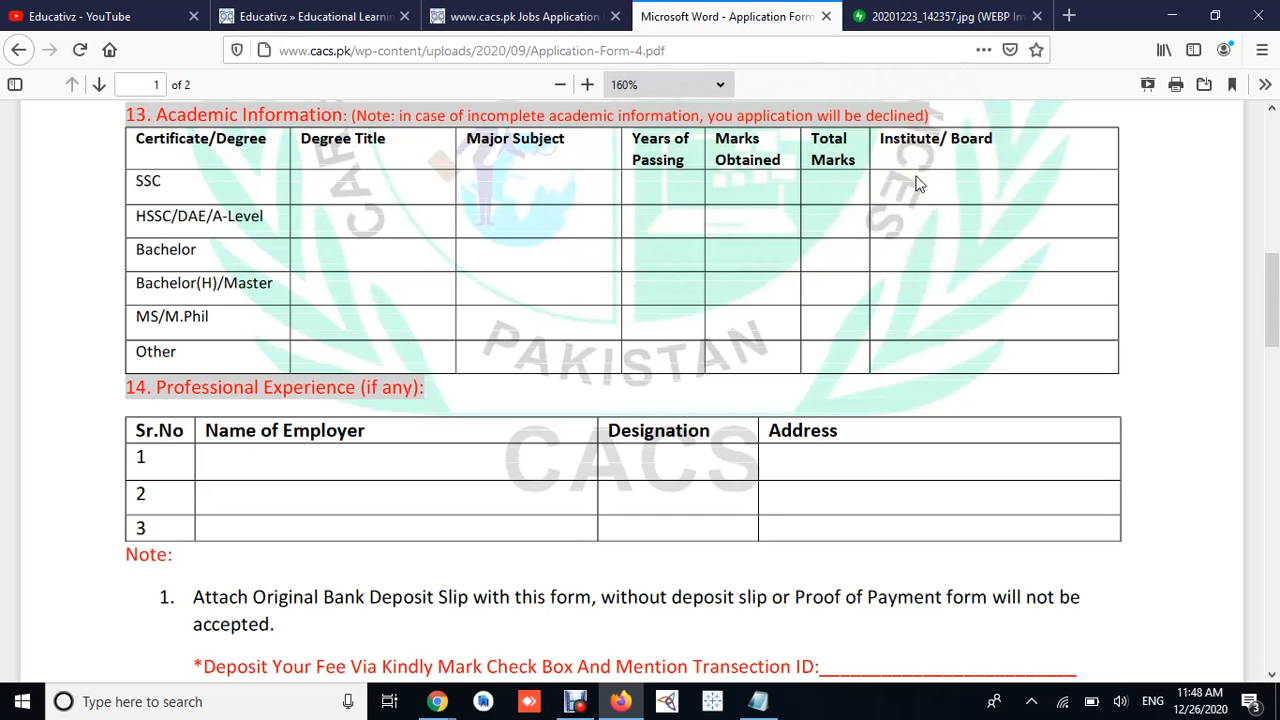 Educativz - YouTube
Educativz » Educational Learnin
www.cacs.pk Jobs Application
Microsoft Word - Application Form
20201223_142357.jpg (WEBP Im
www.cacs.pk/wp-content/uploads/2020/09/Application-Form-4.pdf
1 of 2
160%
13. Academic Information: (Note: in case of incomplete academic information, you application will be declined)
Certificate/Degree Degree Title Major Subject Years of Passing Marks Obtained Total Marks Institute/ Board
SSC
HSSC/DAE/A-Level
Bachelor
Bachelor(H)/Master
MS/M.Phil
Other
PAKISTAN
14. Professional Experience (if any):
CACS
Sr.No Name of Employer Designation Address
1
2
3
Note:
1. Attach Original Bank Deposit Slip with this form, without deposit slip or Proof of Payment form will not be
accepted.
*Deposit Your Fee Via Kindly Mark Check Box And Mention Transection ID:__________________________
Type here to search
ENG
11:48 AM
12/26/2020
3